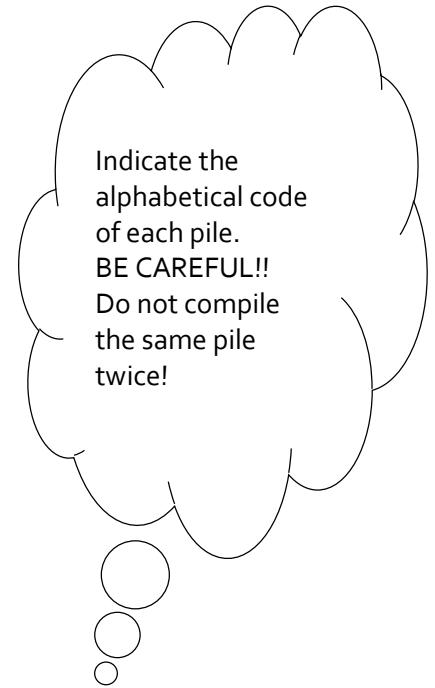 Indicate the
alphabetical code
of each pile.
BE CAREFUL!!
Do not compile
the same pile
twice!